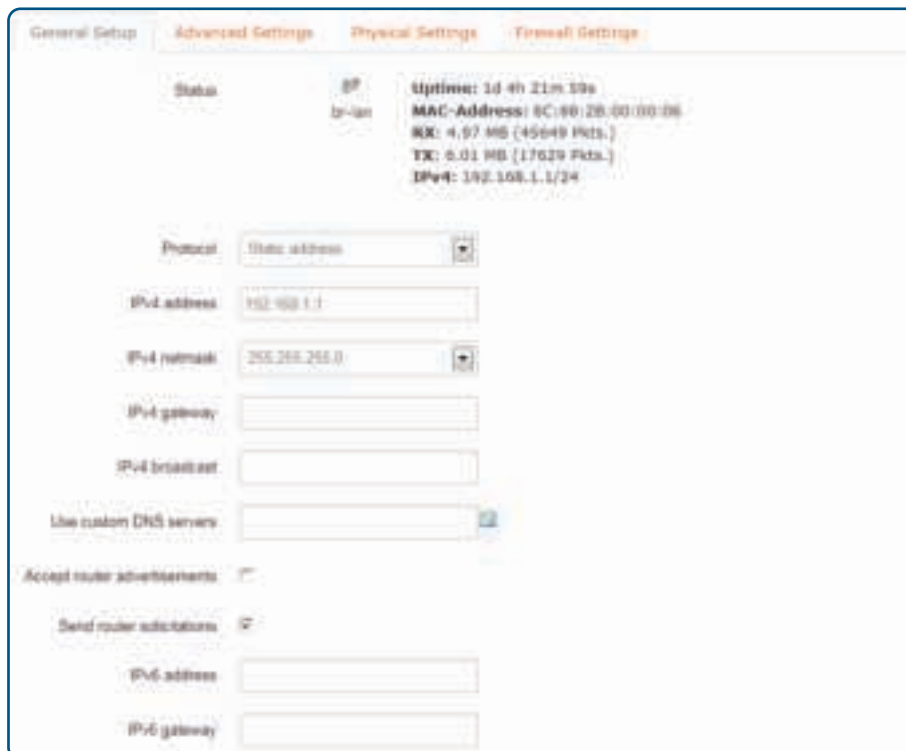 General Setup Advanced Settings Physical Settings Firewall Settings
Status
br-lan
Uptime: 1d 4h 21m 59s
MAC-Address: 6C:98:2B:00:00:06
RX: 4.97 MB (45649 Pkts.)
TX: 6.01 MB (17629 Pkts.)
IPv4: 192.168.1.1/24
Protocol Static address
IPv4 address 192.168.1.1
IPv4 netmask 255.255.255.0
IPv4 gateway
IPv4 broadcast
Use custom DNS servers
Accept router advertisements
Send router solicitations
IPv6 address
IPv6 gateway